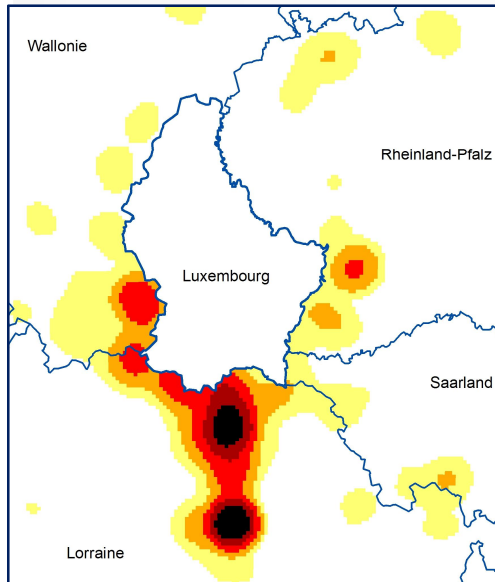 Wallonie
Rheinland-Pfalz
Luxembourg
Saarland
Lorraine